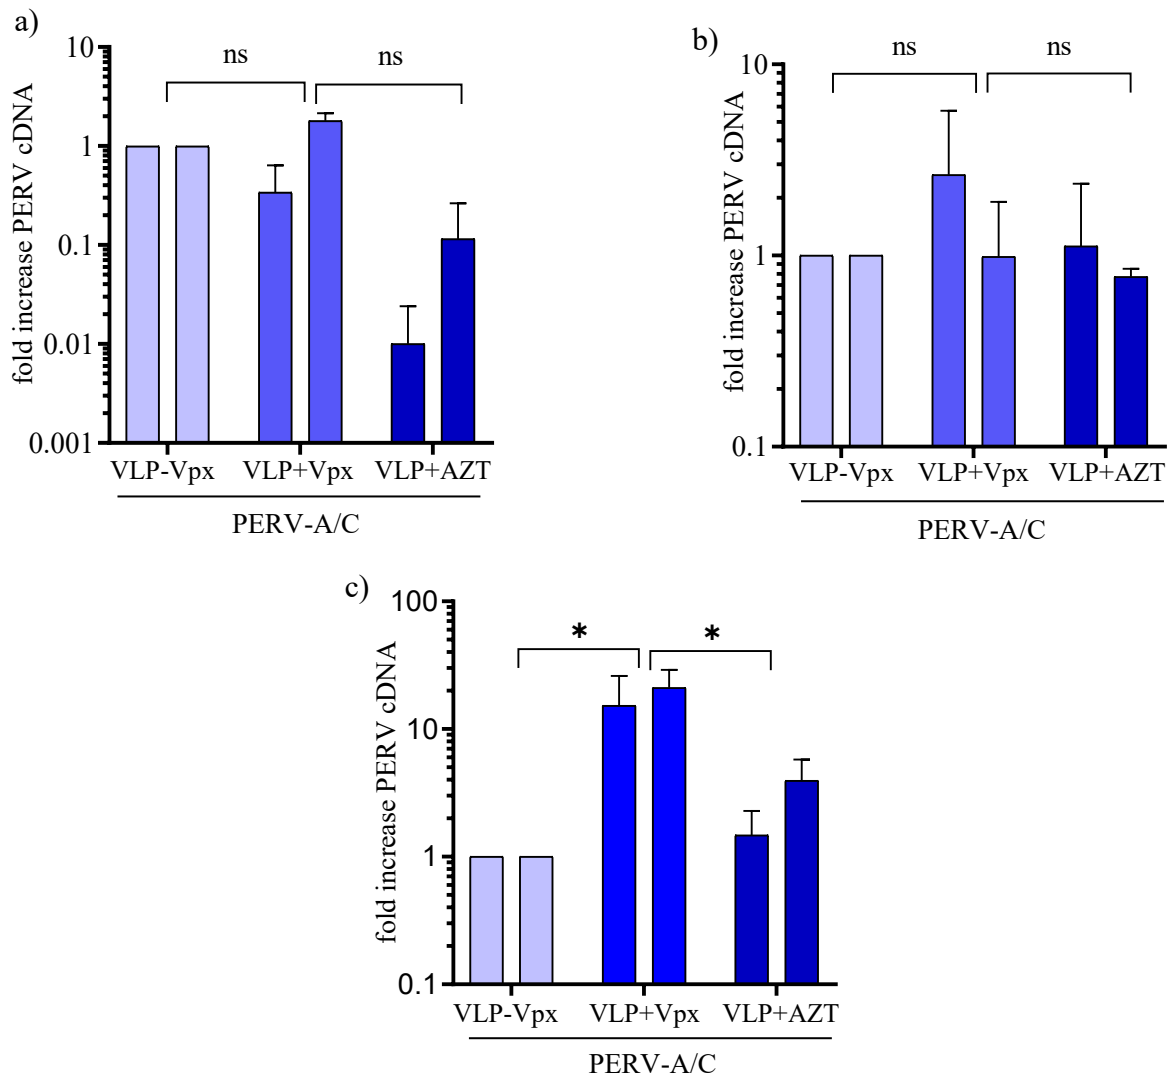 a)
fold increase PERV cDNA
10
1
0.1
0.01
0.001
ns
ns
VLP-Vpx
VLP+Vpx
VLP+AZT
PERV-A/C
b)
fold increase PERV cDNA
10
1
0.1
ns
ns
VLP-Vpx
VLP+Vpx
VLP+AZT
PERV-A/C
c)
fold increase PERV cDNA
100
10
1
0.1
*
*
VLP-Vpx
VLP+Vpx
VLP+AZT
PERV-A/C